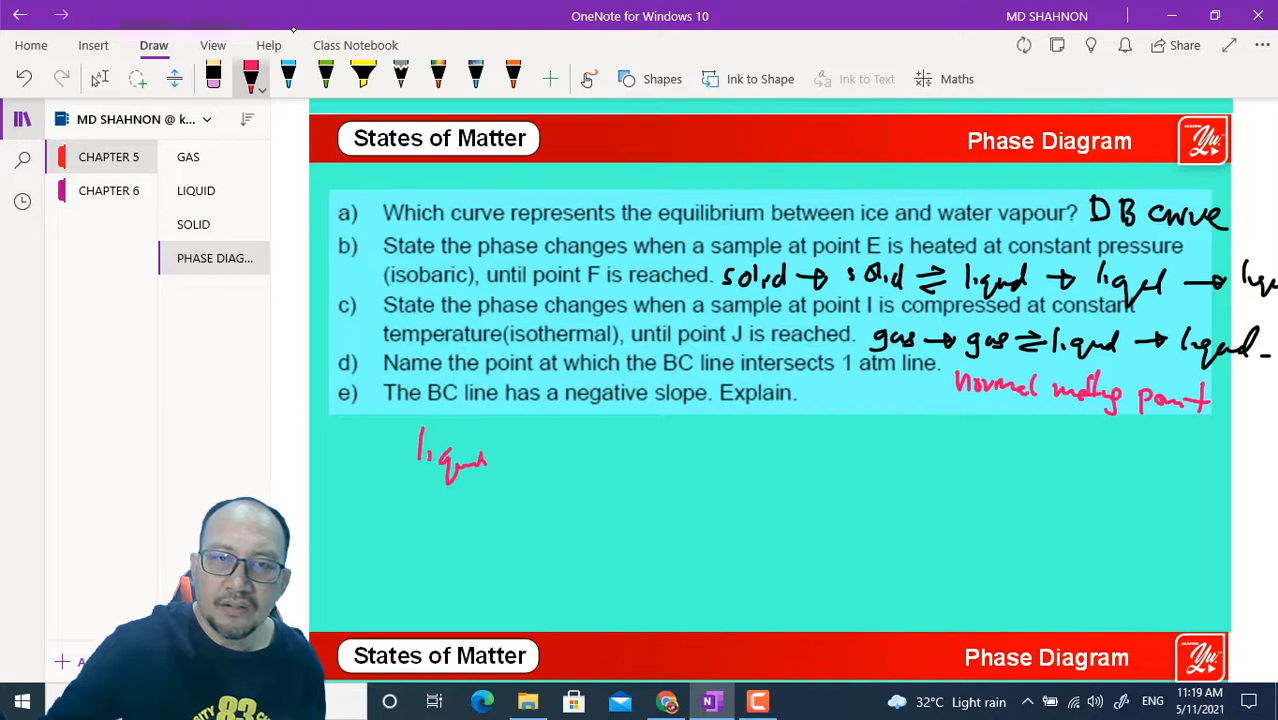 OneNote for Windows 10
MD SHAHNON
Home Insert Draw View Help Class Notebook
Share
Shapes Ink to Shape Ink to Text Maths
MD SHAHNON @ k...
CHAPTER 5
CHAPTER 6
GAS
LIQUID
SOLID
PHASE DIAG...
States of Matter
Phase Diagram
a) Which curve represents the equilibrium between ice and water vapour? DB curve
b) State the phase changes when a sample at point E is heated at constant pressure
(isobaric), until point F is reached. solid → solid ⇌ liquid → liquid →
c) State the phase changes when a sample at point I is compressed at constant
temperature(isothermal), until point J is reached. gas → gas ⇌ liquid → liquid
d) Name the point at which the BC line intersects 1 atm line.
Normal melting point
e) The BC line has a negative slope. Explain.
liquid
83
States of Matter
Phase Diagram
32°C Light rain
ENG
11:19 AM
5/11/2021